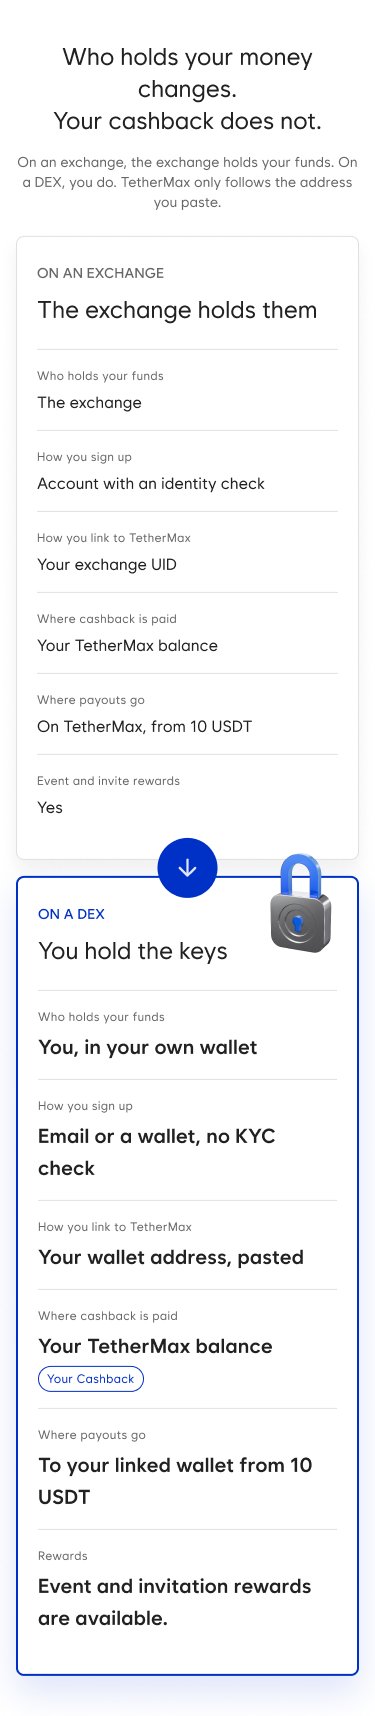 Who holds your money
changes.
Your cashback does not.
On an exchange, the exchange holds your funds. On
a DEX, you do. TetherMax only follows the address
you paste.
ON AN EXCHANGE
The exchange holds them
Who holds your funds
The exchange
How you sign up
Account with an identity check
How you link to TetherMax
Your exchange UID
Where cashback is paid
Your TetherMax balance
Where payouts go
On TetherMax, from 10 USDT
Event and invite rewards
Yes
ON A DEX
You hold the keys
Who holds your funds
You, in your own wallet
How you sign up
Email or a wallet, no KYC
check
How you link to TetherMax
Your wallet address, pasted
Where cashback is paid
Your TetherMax balance
Your Cashback
Where payouts go
To your linked wallet from 10
USDT
Rewards
Event and invitation rewards
are available.